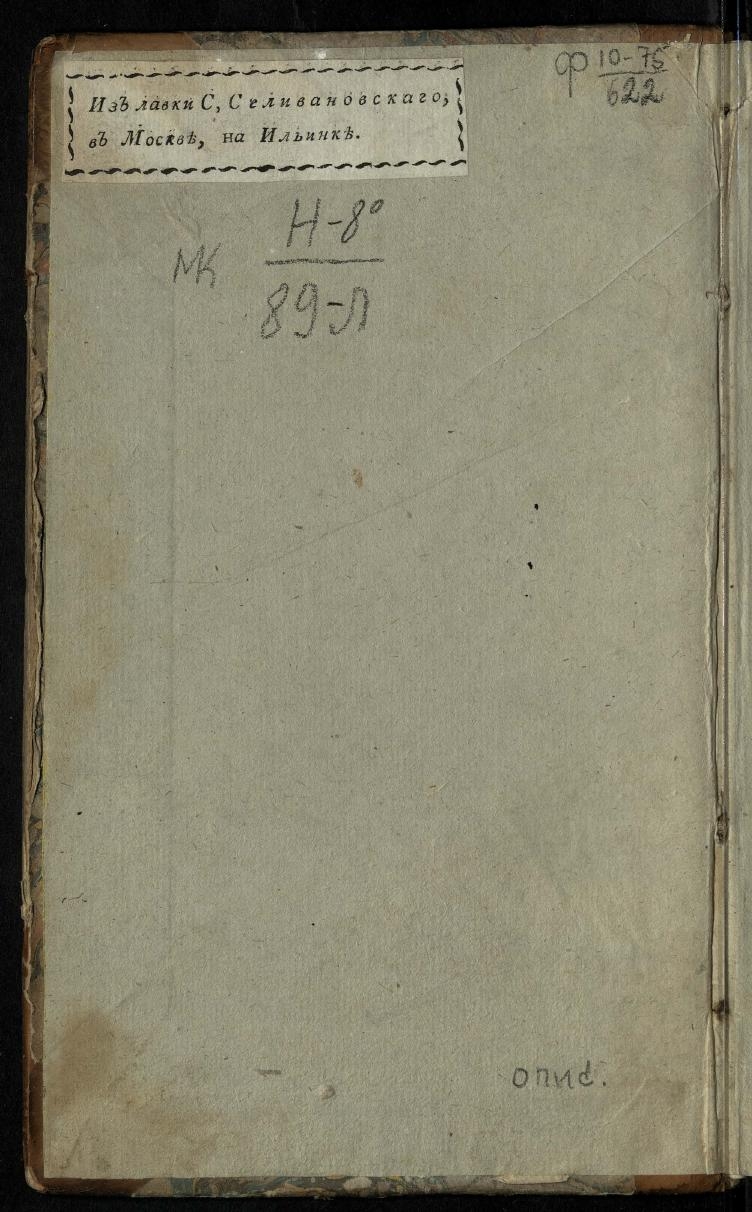 ИзЪ лавки С, Селивановскаго,
вЪ Москвѣ, на Ильинкѣ.
ф 10-75
622
Н-8°
МК
89-Л
опис.